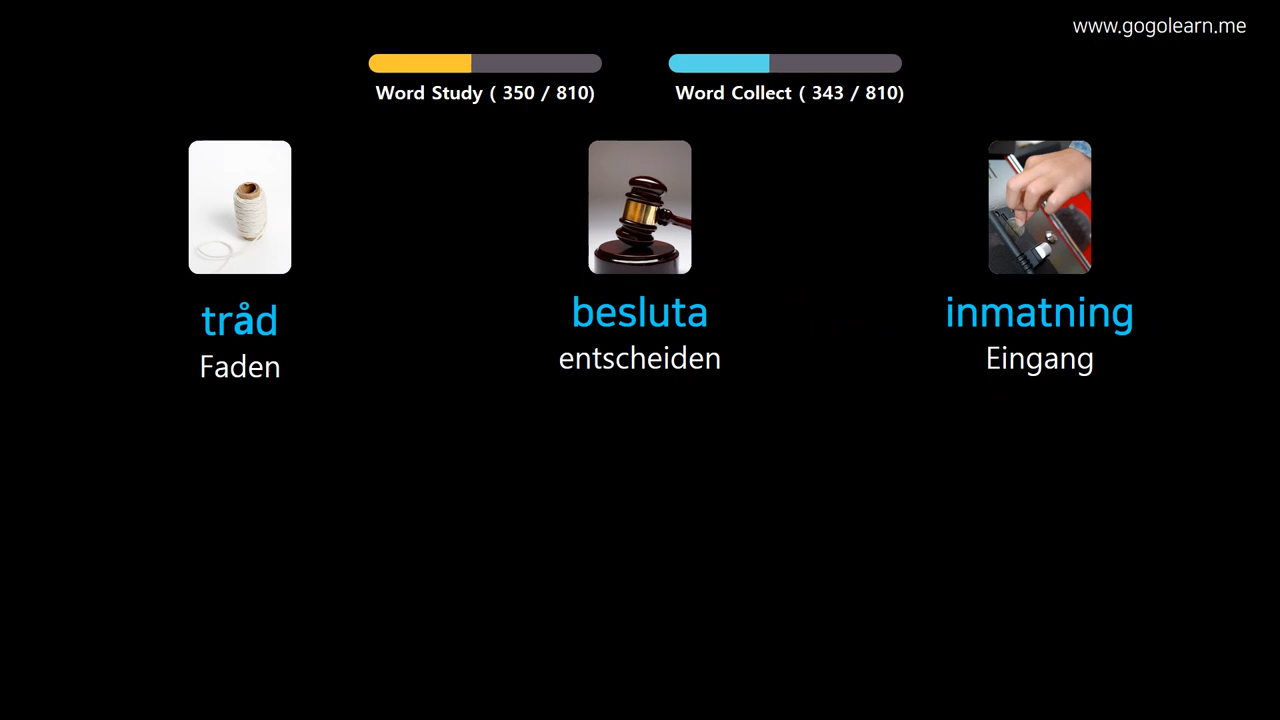 www.gogolearn.me
Word Study ( 350 / 810)
Word Collect ( 343 / 810)
tråd
besluta
inmatning
Faden
entscheiden
Eingang